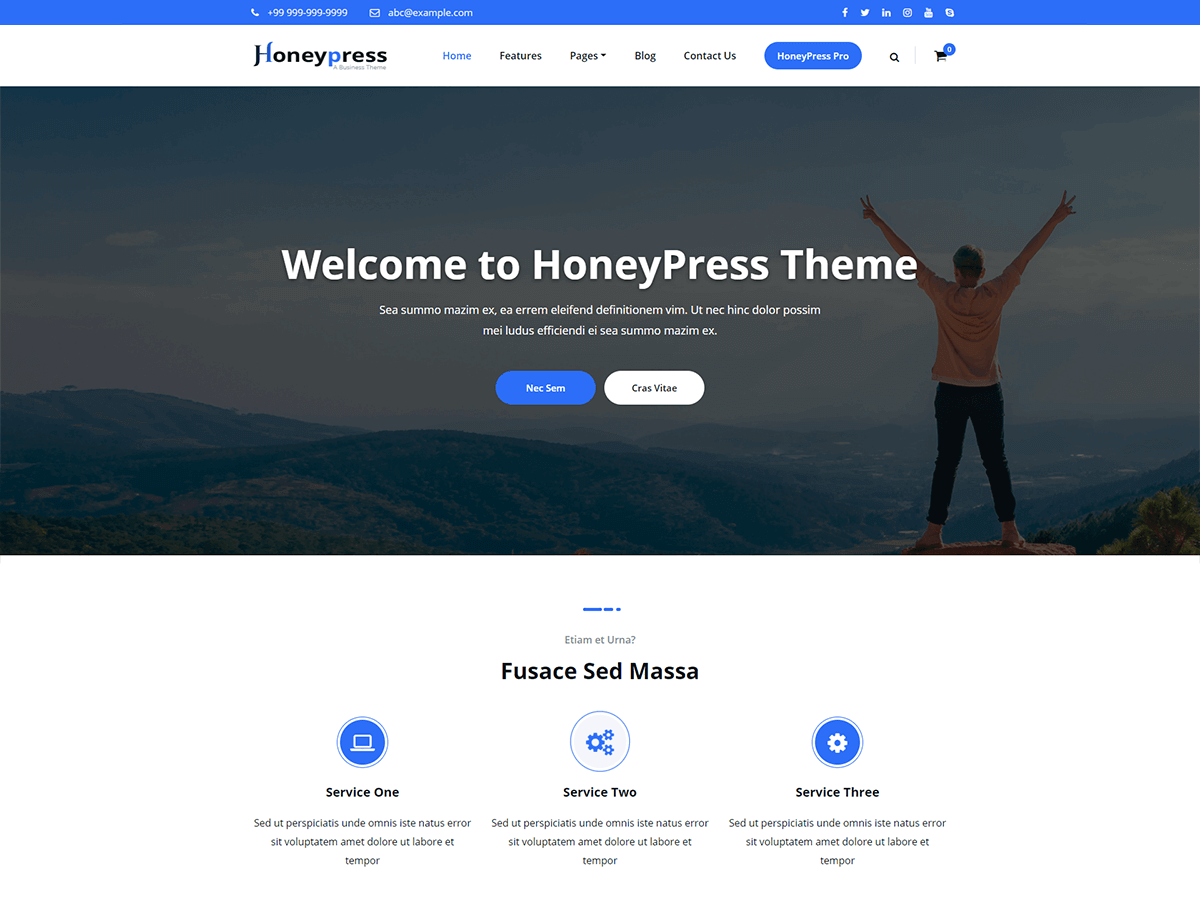 +99 999-999-9999 abc@example.com
Honeypress
A Business Theme
Home Features Pages Blog Contact Us HoneyPress Pro 0
Welcome to HoneyPress Theme
Sea summo mazim ex, ea errem eleifend definitionem vim. Ut nec hinc dolor possim
mei ludus efficiendi ei sea summo mazim ex.
Nec Sem Cras Vitae
Etiam et Urna?
Fusace Sed Massa
Service One
Sed ut perspiciatis unde omnis iste natus error
sit voluptatem amet dolore ut labore et
tempor
Service Two
Sed ut perspiciatis unde omnis iste natus error
sit voluptatem amet dolore ut labore et
tempor
Service Three
Sed ut perspiciatis unde omnis iste natus error
sit voluptatem amet dolore ut labore et
tempor